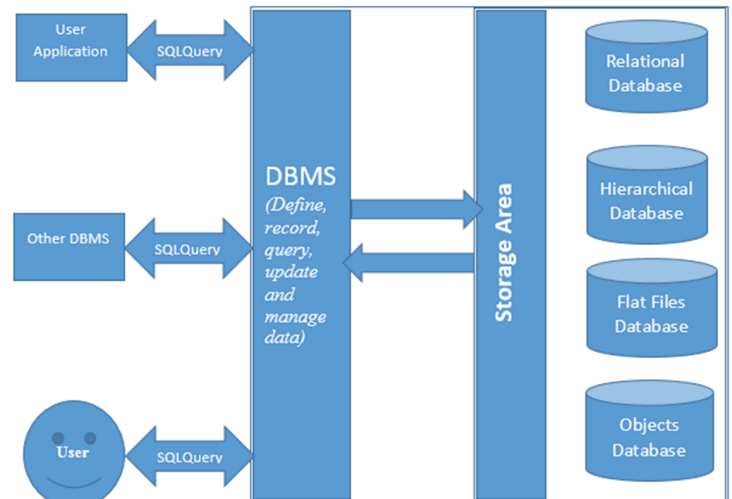 User
Application
SQLQuery
Relational
Database
DBMS
(Define,
record,
query,
update
and
manage
data)
Storage Area
Hierarchical
Database
Other DBMS
SQLQuery
Flat Files
Database
User
SQLQuery
Objects
Database